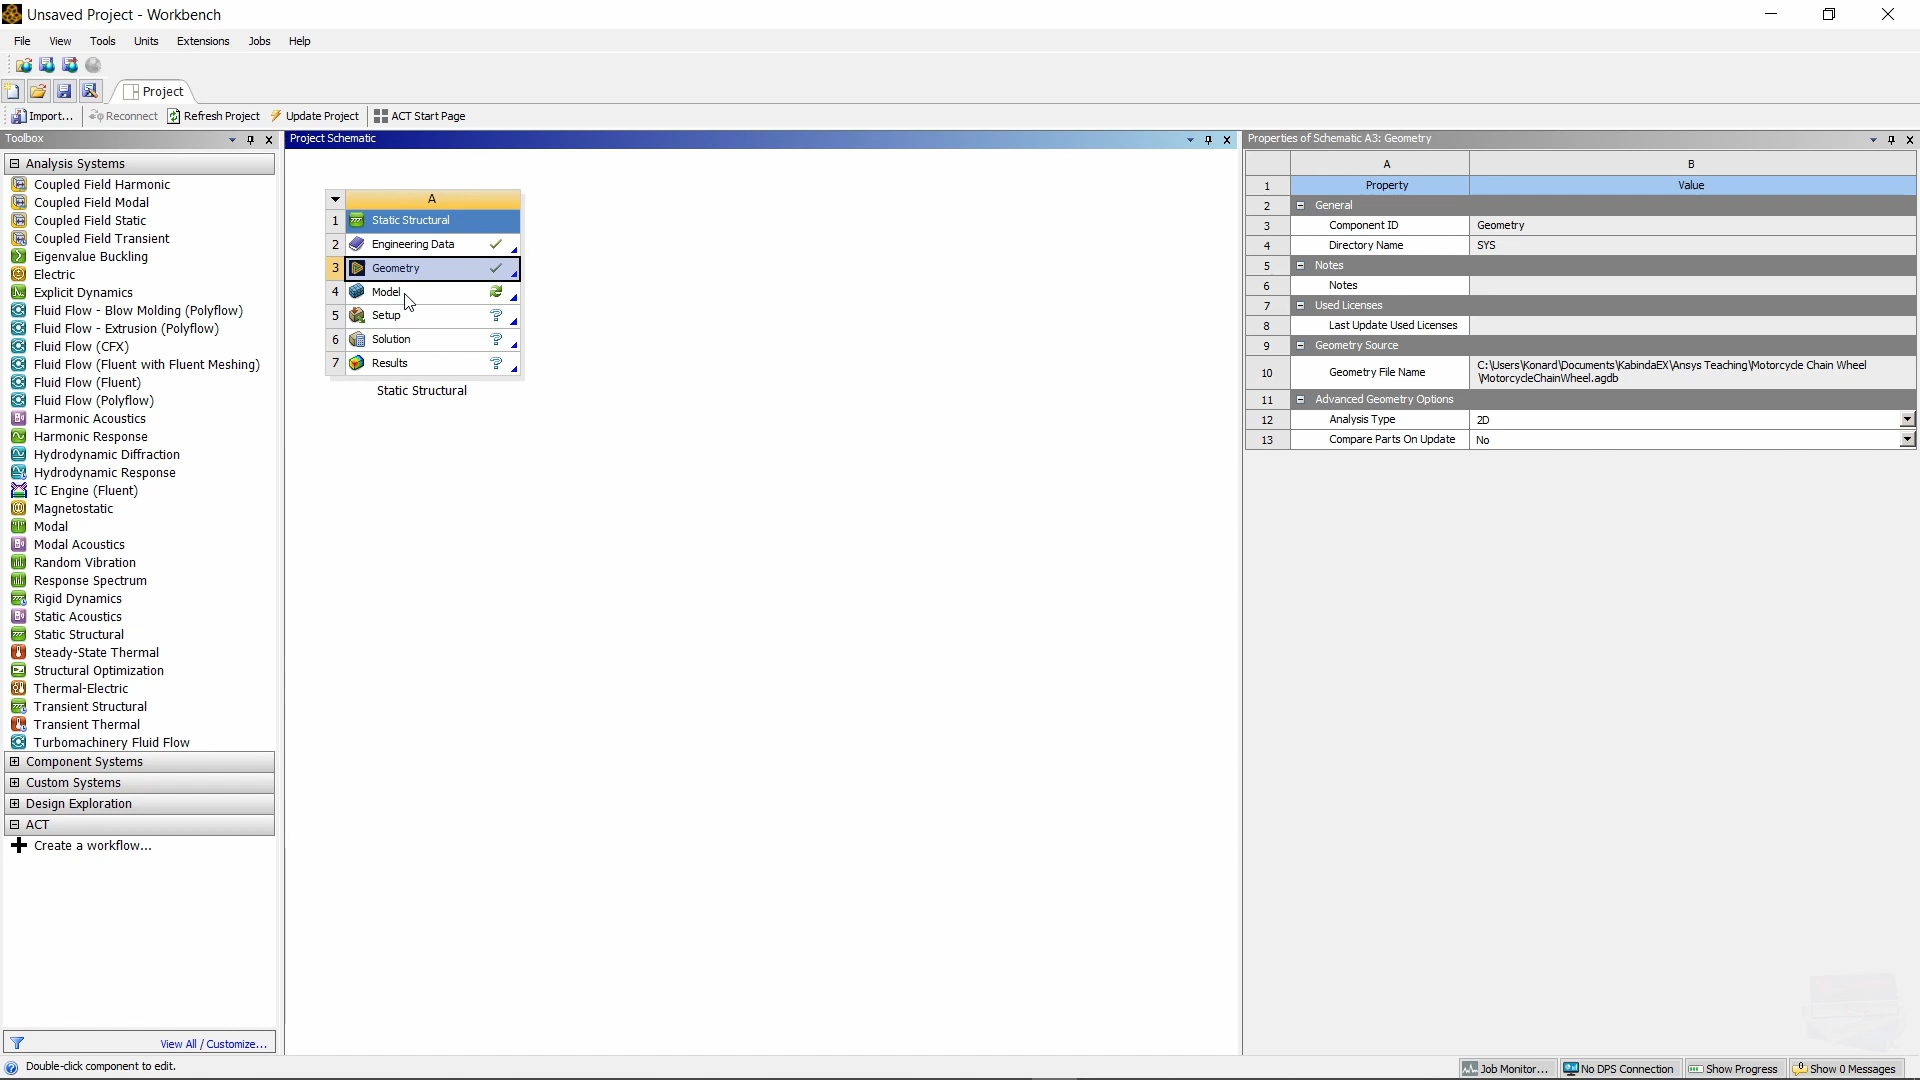 Unsaved Project - Workbench
File View Tools Units Extensions Jobs Help
Project
Import... Reconnect Refresh Project Update Project ACT Start Page
Toolbox
Analysis Systems
Coupled Field Harmonic
Coupled Field Modal
Coupled Field Static
Coupled Field Transient
Eigenvalue Buckling
Electric
Explicit Dynamics
Fluid Flow - Blow Molding (Polyflow)
Fluid Flow - Extrusion (Polyflow)
Fluid Flow (CFX)
Fluid Flow (Fluent with Fluent Meshing)
Fluid Flow (Fluent)
Fluid Flow (Polyflow)
Harmonic Acoustics
Harmonic Response
Hydrodynamic Diffraction
Hydrodynamic Response
IC Engine (Fluent)
Magnetostatic
Modal
Modal Acoustics
Random Vibration
Response Spectrum
Rigid Dynamics
Static Acoustics
Static Structural
Steady-State Thermal
Structural Optimization
Thermal-Electric
Transient Structural
Transient Thermal
Turbomachinery Fluid Flow
Component Systems
Custom Systems
Design Exploration
ACT
Create a workflow...
View All / Customize...
Project Schematic
A
1 Static Structural
2 Engineering Data
3 Geometry
4 Model
5 Setup ?
6 Solution ?
7 Results ?
Static Structural
Properties of Schematic A3: Geometry
A B
1 Property Value
2 General
3 Component ID Geometry
4 Directory Name SYS
5 Notes
6 Notes
7 Used Licenses
8 Last Update Used Licenses
9 Geometry Source
10 Geometry File Name C:\Users\Konard\Documents\KabindaEX\Ansys Teaching\Motorcycle Chain Wheel
\MotorcycleChainWheel.agdb
11 Advanced Geometry Options
12 Analysis Type 2D
13 Compare Parts On Update No
Double-click component to edit.
Job Monitor... No DPS Connection Show Progress Show 0 Messages